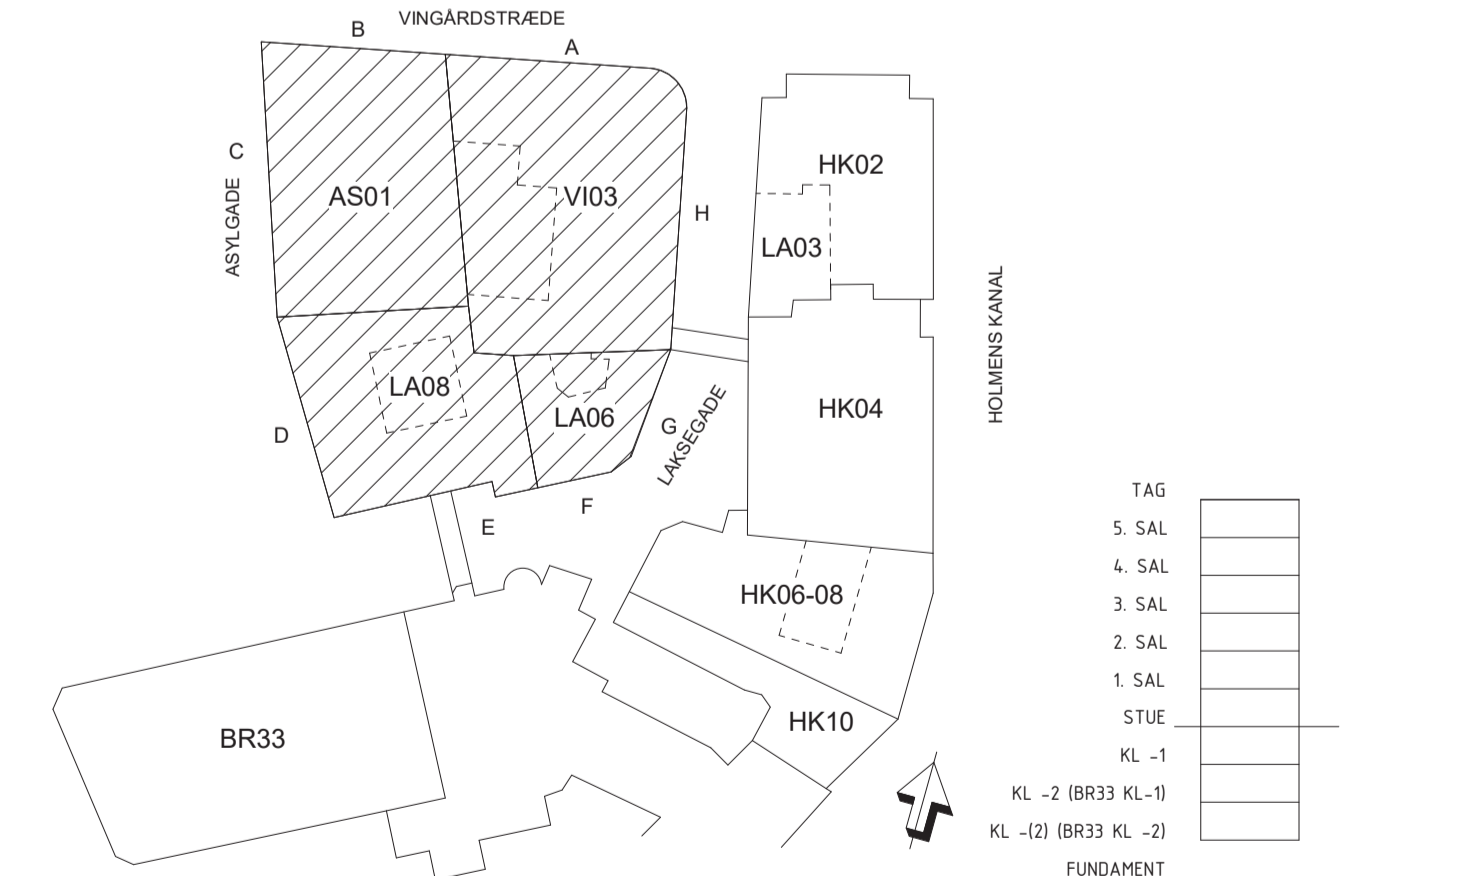 VINGÅRDSTRÆDE
B
A
C
ASYLGADE
AS01
VI03
H
HK02
LA03
HOLMENS KANAL
LA08
LA06
G
LAKSEGADE
HK04
D
E
F
HK06-08
HK10
BR33
TAG
5. SAL
4. SAL
3. SAL
2. SAL
1. SAL
STUE
KL -1
KL -2 (BR33 KL-1)
KL -(2) (BR33 KL -2)
FUNDAMENT